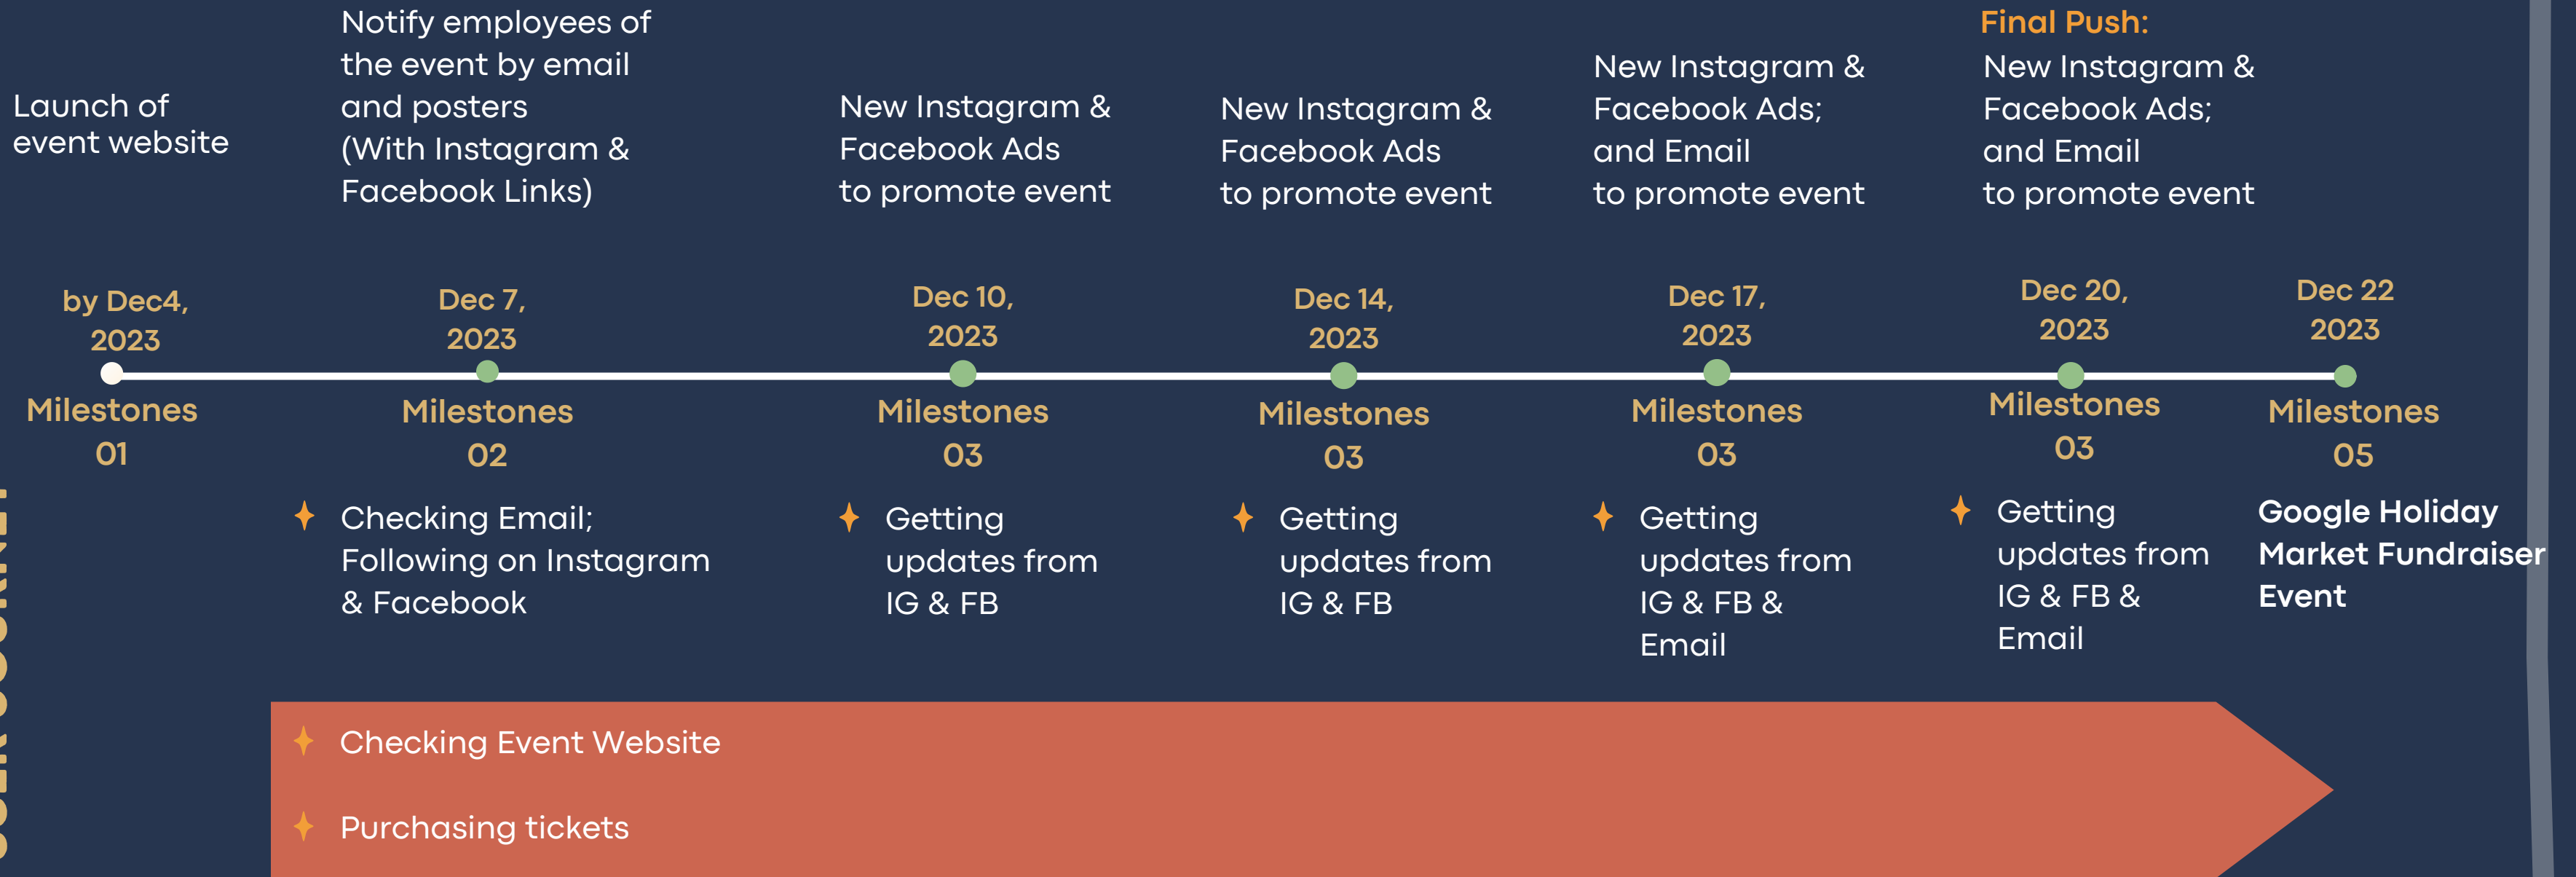 Launch of
event website
Notify employees of
the event by email
and posters
(With Instagram &
Facebook Links)
New Instagram &
Facebook Ads
to promote event
New Instagram &
Facebook Ads
to promote event
New Instagram &
Facebook Ads;
and Email
to promote event
Final Push:
New Instagram &
Facebook Ads;
and Email
to promote event
by Dec4,
2023
Dec 7,
2023
Dec 10,
2023
Dec 14,
2023
Dec 17,
2023
Dec 20,
2023
Dec 22
2023
Milestones
01
Milestones
02
Milestones
03
Milestones
03
Milestones
03
Milestones
03
Milestones
05
Checking Email;
Following on Instagram
& Facebook
Getting
updates from
IG & FB
Getting
updates from
IG & FB
Getting
updates from
IG & FB &
Email
Getting
updates from
IG & FB &
Email
Google Holiday
Market Fundraiser
Event
Checking Event Website
Purchasing tickets